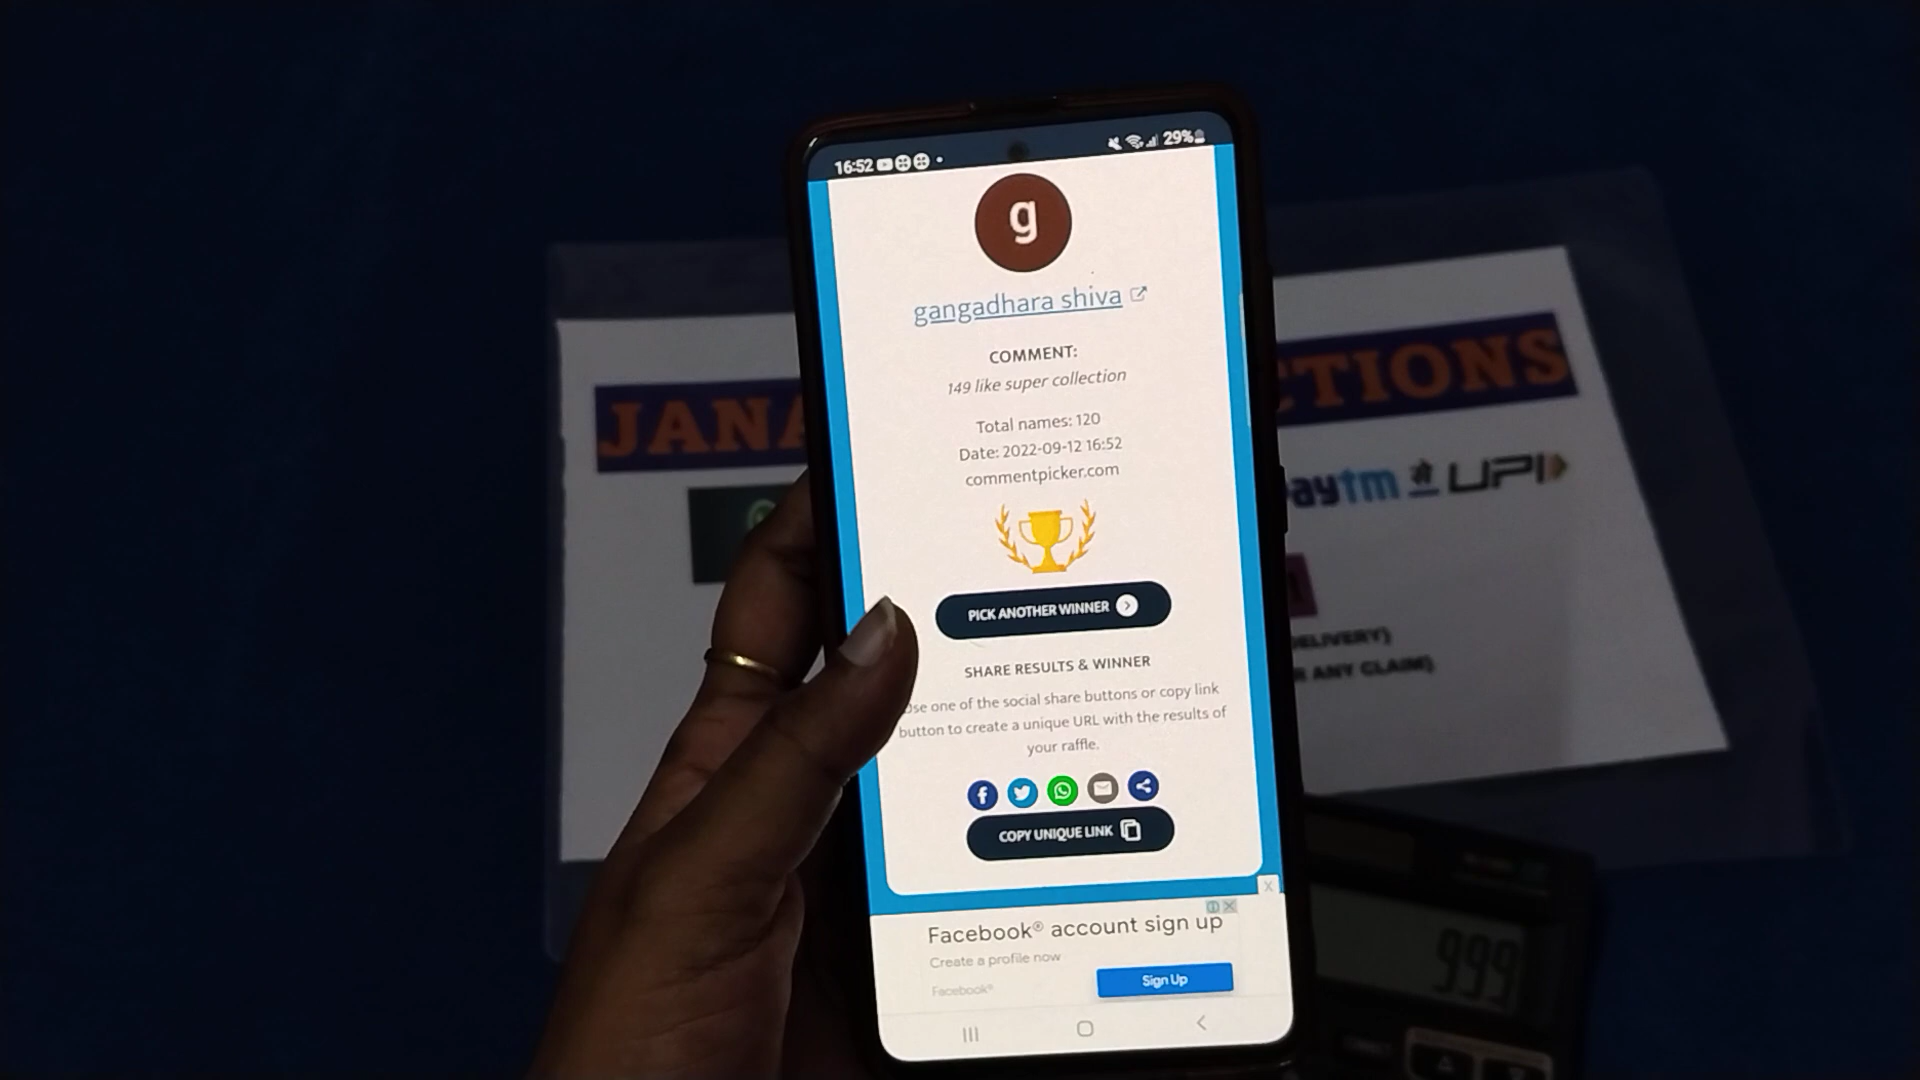 16:52
29%
g
gangadhara shiva
COMMENT:
149 like super collection
Total names: 120
Date: 2022-09-12 16:52
commentpicker.com
PICK ANOTHER WINNER
SHARE RESULTS & WINNER
Use one of the social share buttons or copy link
button to create a unique URL with the results of
your raffle.
COPY UNIQUE LINK
X
Facebook® account sign up
Create a profile now
Facebook®
Sign Up
JANA
CTIONS
aytm से UPI
DELIVERY)
R ANY CLAIM)
999